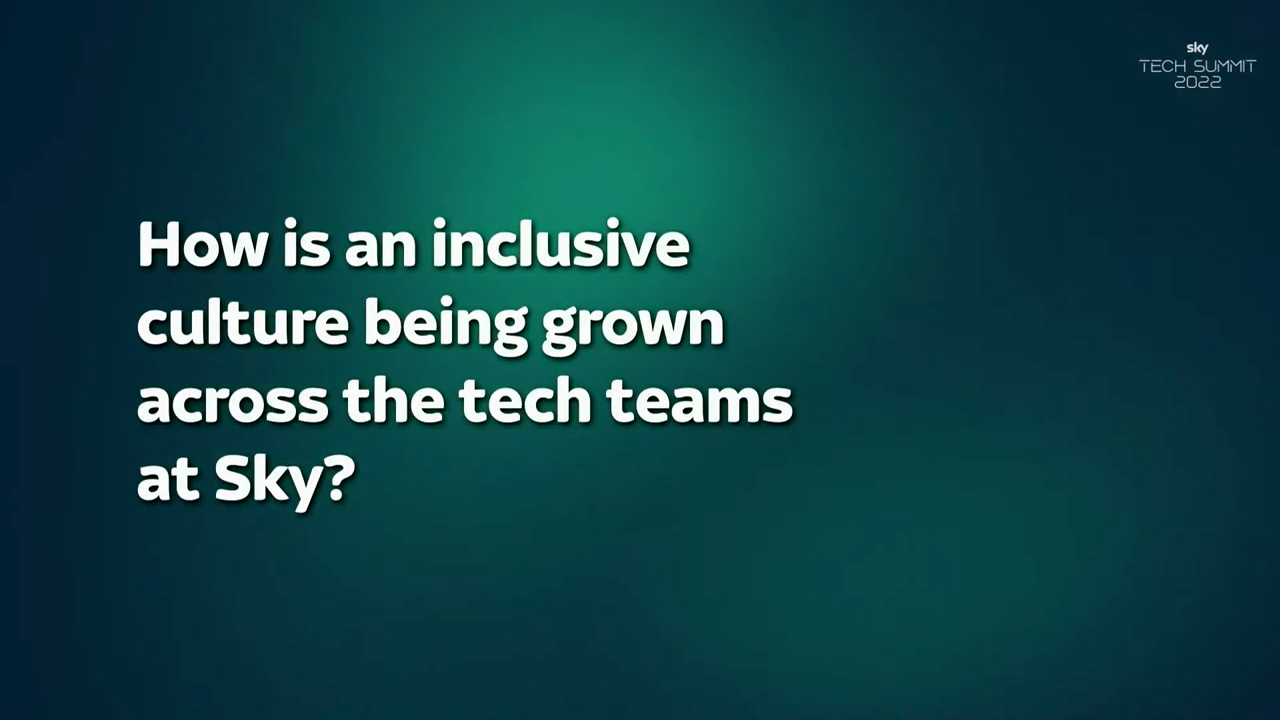 sky
TECH SUMMIT
2022
How is an inclusive
culture being grown
across the tech teams
at Sky?